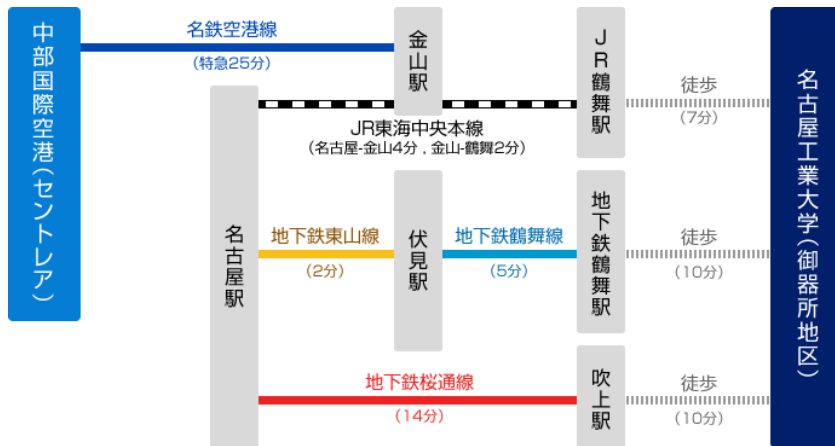 中部国際空港(セントレア)
名鉄空港線
(特急25分)
金山駅
JR鶴舞駅
徒歩
(7分)
名古屋工業大学(御器所地区)
JR東海中央本線
(名古屋-金山4分 , 金山-鶴舞2分)
名古屋駅
地下鉄東山線
(2分)
伏見駅
地下鉄鶴舞線
(5分)
地下鉄鶴舞駅
徒歩
(10分)
地下鉄桜通線
(14分)
吹上駅
徒歩
(10分)